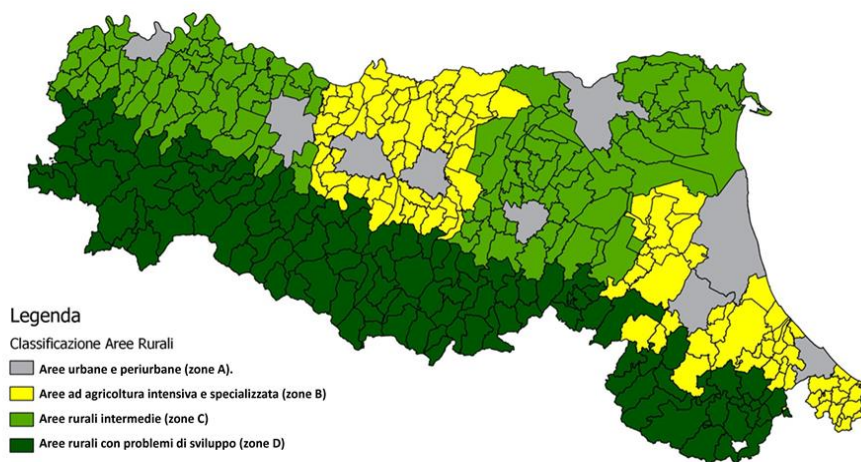 Legenda
Classificazione Aree Rurali
Aree urbane e periurbane (zone A).
Aree ad agricoltura intensiva e specializzata (zone B)
Aree rurali intermedie (zone C)
Aree rurali con problemi di sviluppo (zone D)